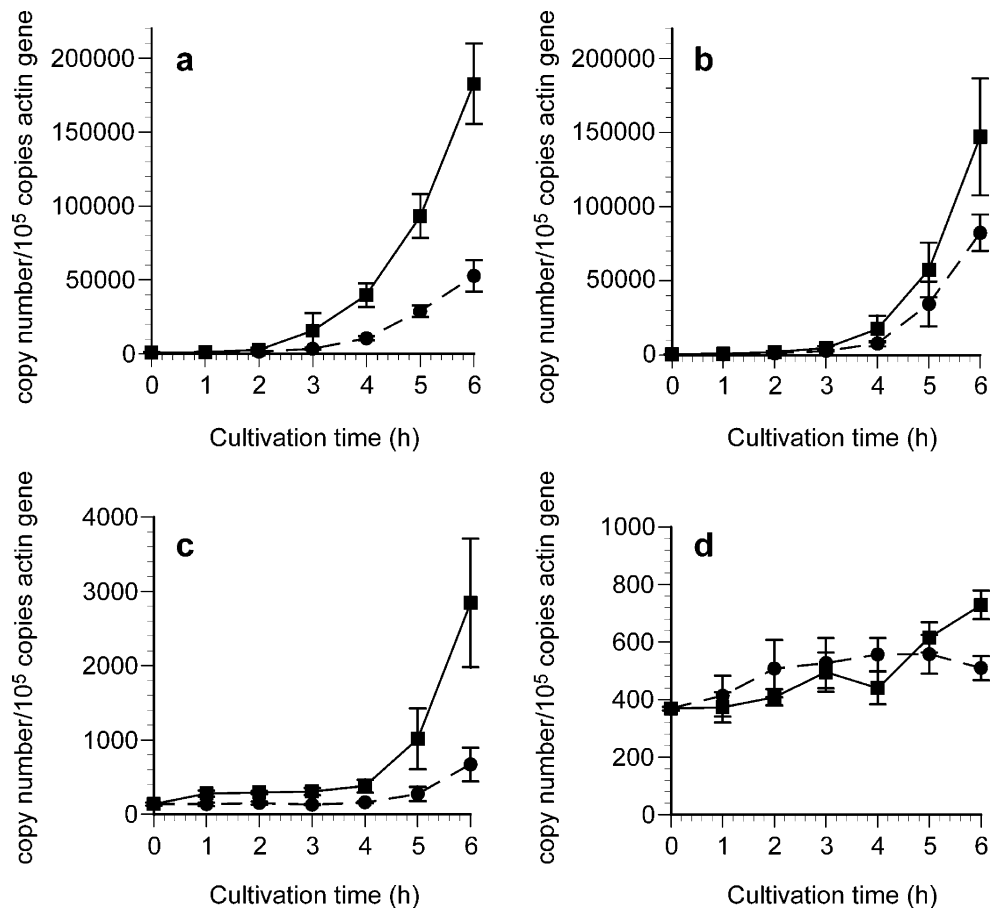 a
copy number/10⁵ copies actin gene
200000
150000
100000
50000
0
0 1 2 3 4 5 6
Cultivation time (h)
b
copy number/10⁵ copies actin gene
200000
150000
100000
50000
0
0 1 2 3 4 5 6
Cultivation time (h)
c
copy number/10⁵ copies actin gene
4000
3000
2000
1000
0
0 1 2 3 4 5 6
Cultivation time (h)
d
copy number/10⁵ copies actin gene
1000
800
600
400
200
0
0 1 2 3 4 5 6
Cultivation time (h)